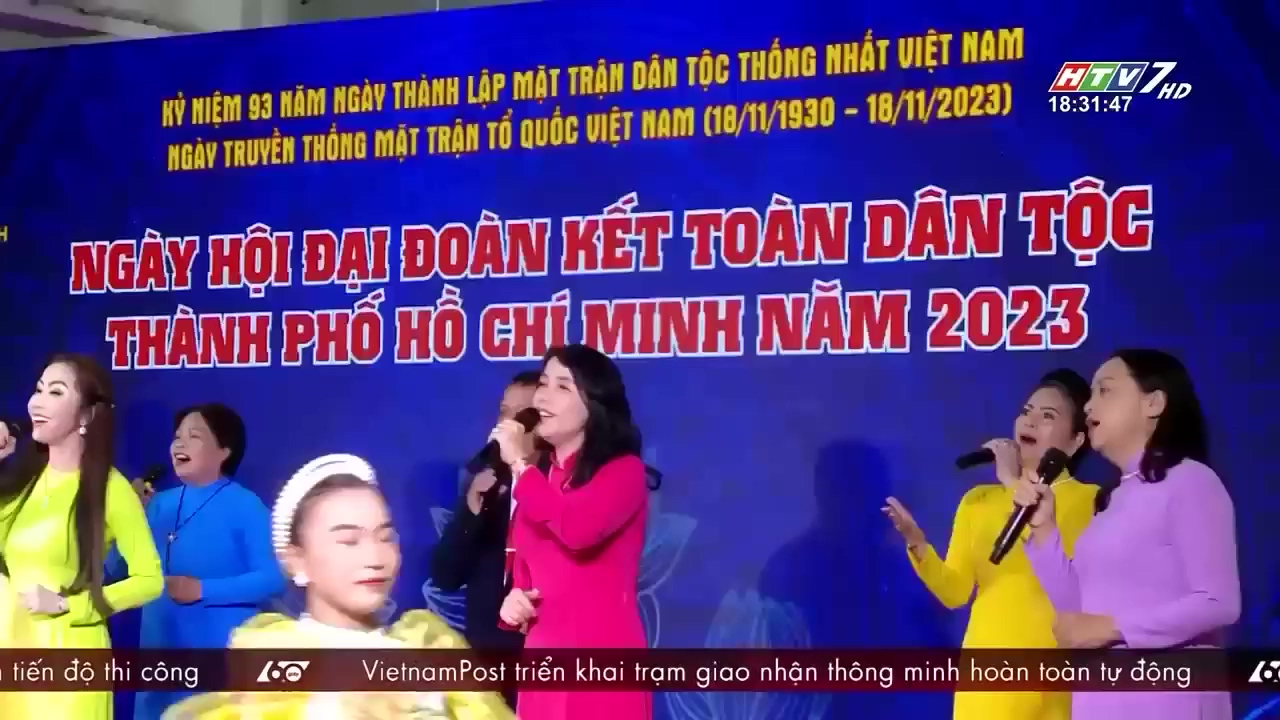 KỶ NIỆM 93 NĂM NGÀY THÀNH LẬP MẶT TRẬN DÂN TỘC THỐNG NHẤT VIỆT NAM
NGÀY TRUYỀN THỐNG MẶT TRẬN TỔ QUỐC VIỆT NAM (18/11/1930 - 18/11/2023)
HTV7 HD
18:31:47
NGÀY HỘI ĐẠI ĐOÀN KẾT TOÀN DÂN TỘC
THÀNH PHỐ HỒ CHÍ MINH NĂM 2023
tiến độ thi công 60 giây VietnamPost triển khai trạm giao nhận thông minh hoàn toàn tự động